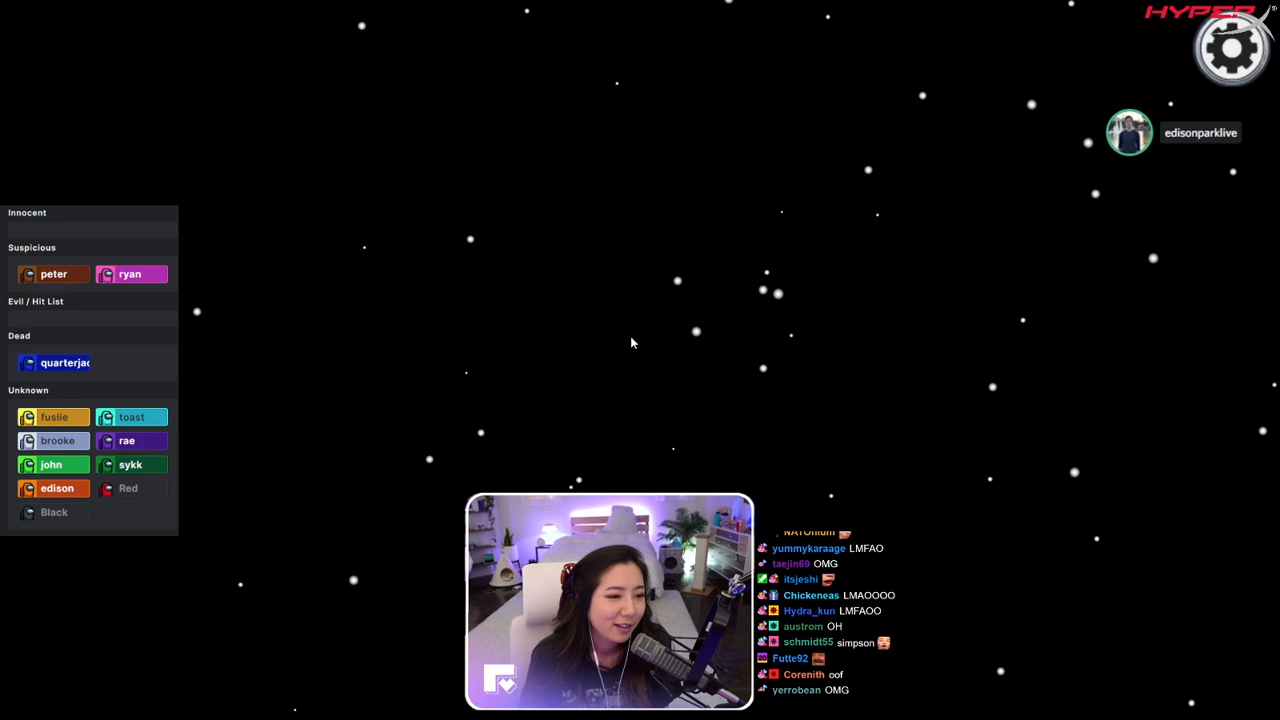 HYPERX
edisonparklive
Innocent
Suspicious
peter ryan
Evil / Hit List
Dead
quarterjac
Unknown
fuslie toast
brooke rae
john sykk
edison Red
Black
NATOnium
yummykaraage LMFAO
taejin69 OMG
itsjeshi
Chickeneas LMAOOOO
Hydra_kun LMFAOO
austrom OH
schmidt55 simpson
Futte92
Corenith oof
yerrobean OMG